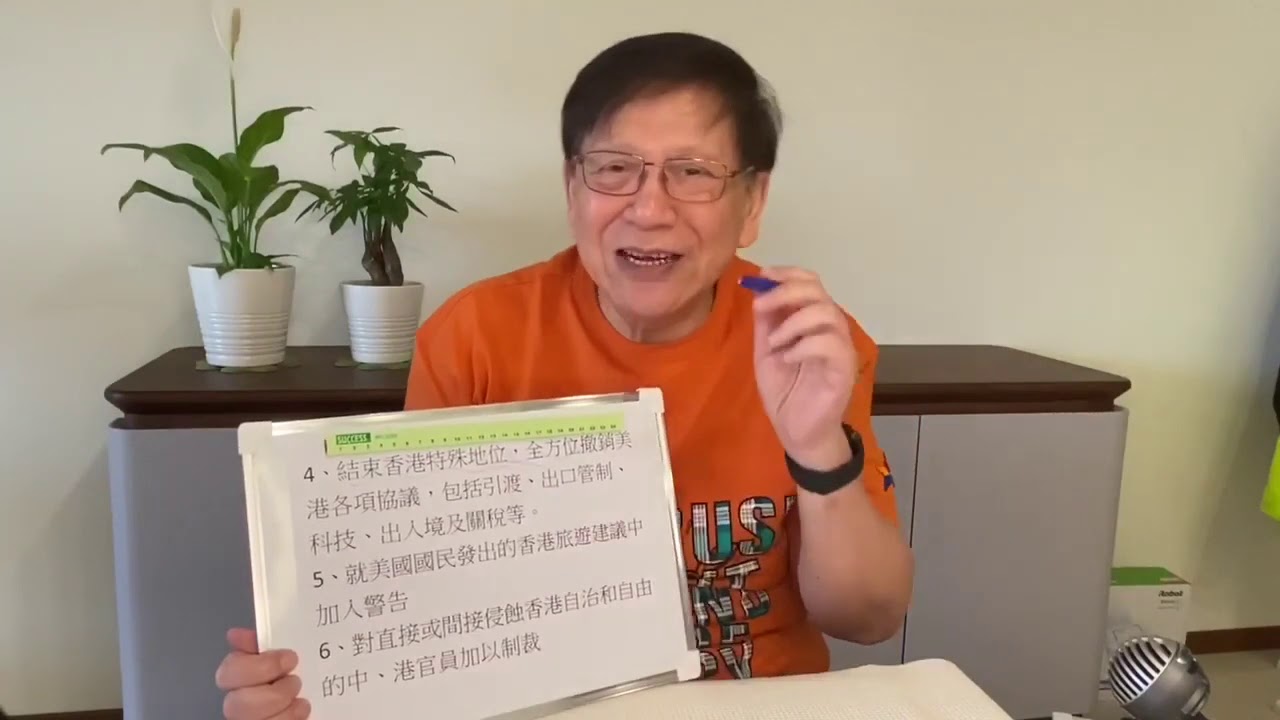 SUCCESS
4、結束香港特殊地位，全方位撤銷美
港各項協議，包括引渡、出口管制、
科技、出入境及關稅等。
5、就美國國民發出的香港旅遊建議中
加入警告
6、對直接或間接侵蝕香港自治和自由
的中、港官員加以制裁